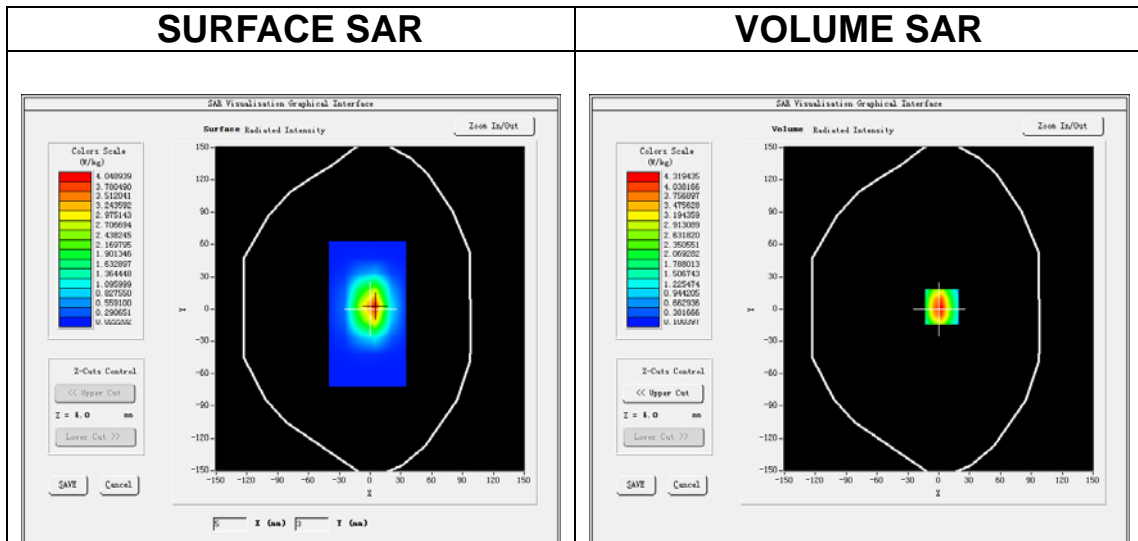 SURFACE SAR
VOLUME SAR
SAR Visualisation Graphical Interface
Surface Radiated Intensity
Zoom In/Out
Colors Scale
(W/kg)
4.048939
3.780490
3.512041
3.243592
2.975143
2.706694
2.438245
2.169795
1.901346
1.632897
1.364448
1.095999
0.827550
0.559100
0.290651
0.022202
150
120
90
60
30
0
-30
-60
-90
-120
-150
Y
-150 -120 -90 -60 -30 0 30 60 90 120 150
X
Z-Cuts Control
<< Upper Cut
Z = 4.0 mm
Lower Cut >>
SAVE Cancel
5 X (mm) 3 Y (mm)
SAR Visualisation Graphical Interface
Volume Radiated Intensity
Zoom In/Out
Colors Scale
(W/kg)
4.319435
4.038166
3.756897
3.475628
3.194359
2.913089
2.631820
2.350551
2.069282
1.788013
1.506743
1.225474
0.944205
0.662936
0.381666
0.100397
150
120
90
60
30
0
-30
-60
-90
-120
-150
Y
-150 -120 -90 -60 -30 0 30 60 90 120 150
X
Z-Cuts Control
<< Upper Cut
Z = 4.0 mm
Lower Cut >>
SAVE Cancel